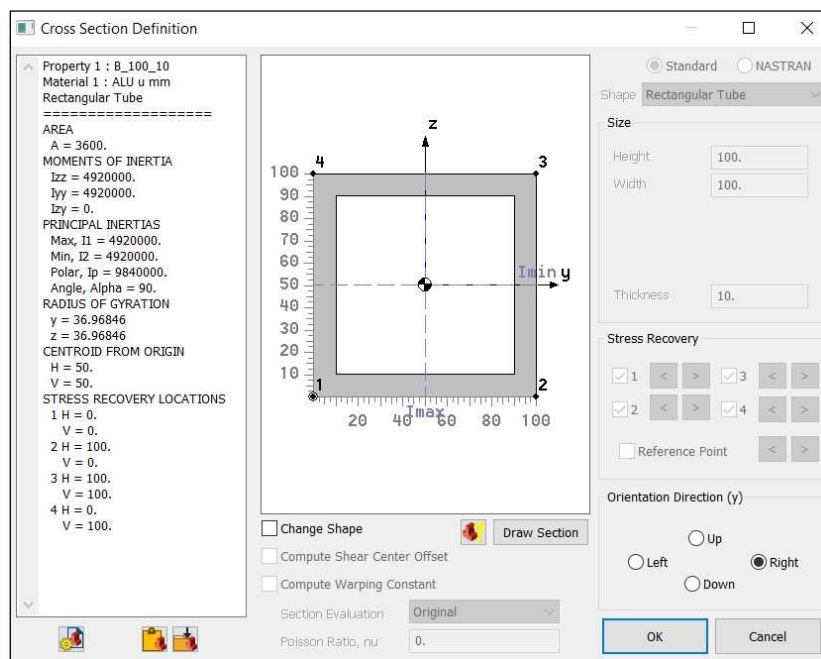 Cross Section Definition
Property 1 : B_100_10
Material 1 : ALU u mm
Rectangular Tube
===================
AREA
A = 3600.
MOMENTS OF INERTIA
Izz = 4920000.
Iyy = 4920000.
Izy = 0.
PRINCIPAL INERTIAS
Max, I1 = 4920000.
Min, I2 = 4920000.
Polar, Ip = 9840000.
Angle, Alpha = 90.
RADIUS OF GYRATION
y = 36.96846
z = 36.96846
CENTROID FROM ORIGIN
H = 50.
V = 50.
STRESS RECOVERY LOCATIONS
1 H = 0.
V = 0.
2 H = 100.
V = 0.
3 H = 100.
V = 100.
4 H = 0.
V = 100.
z
4 3
100
90
80
70
60
50
40
30
20
10
Imin y
1 2
Imax
20 40 60 80 100
Change Shape
Draw Section
Compute Shear Center Offset
Compute Warping Constant
Section Evaluation Original
Poisson Ratio, nu 0.
Standard NASTRAN
Shape Rectangular Tube
Size
Height 100.
Width 100.
Thickness 10.
Stress Recovery
1 < > 3 < >
2 < > 4 < >
Reference Point < >
Orientation Direction (y)
Up
Left Right
Down
OK Cancel